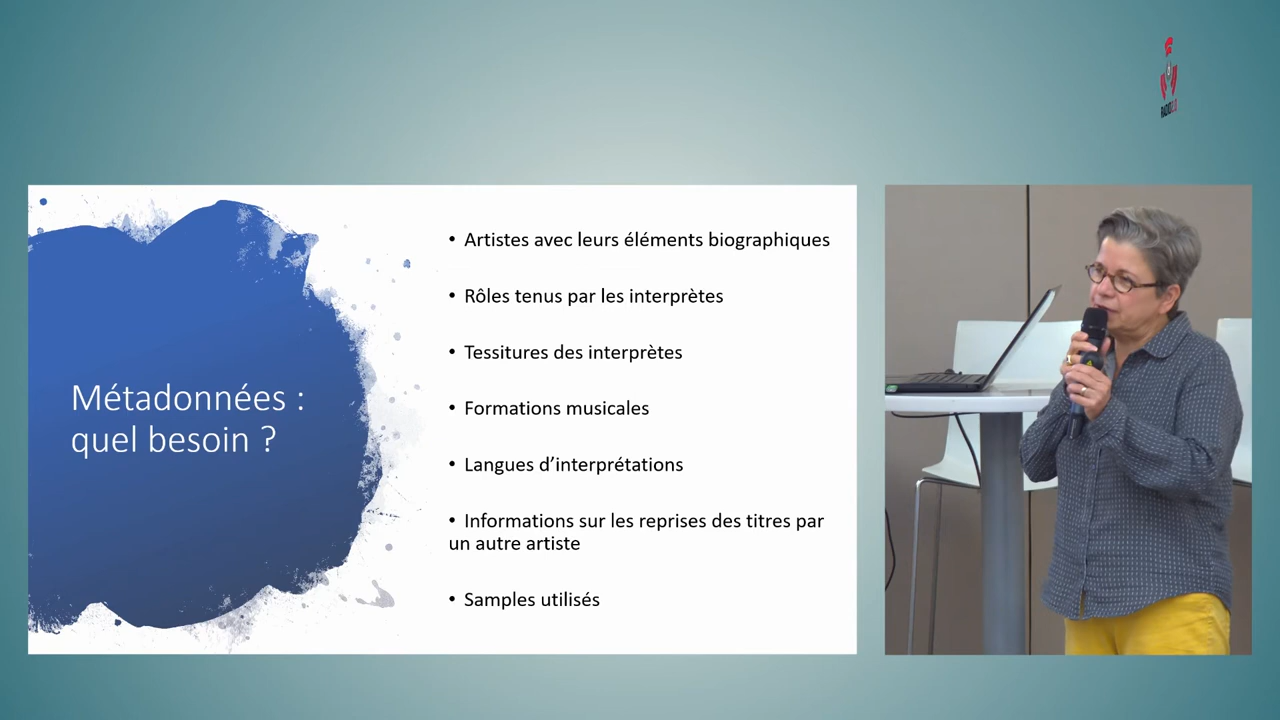 Métadonnées :
quel besoin ?
• Artistes avec leurs éléments biographiques
• Rôles tenus par les interprètes
• Tessitures des interprètes
• Formations musicales
• Langues d’interprétations
• Informations sur les reprises des titres par
un autre artiste
• Samples utilisés